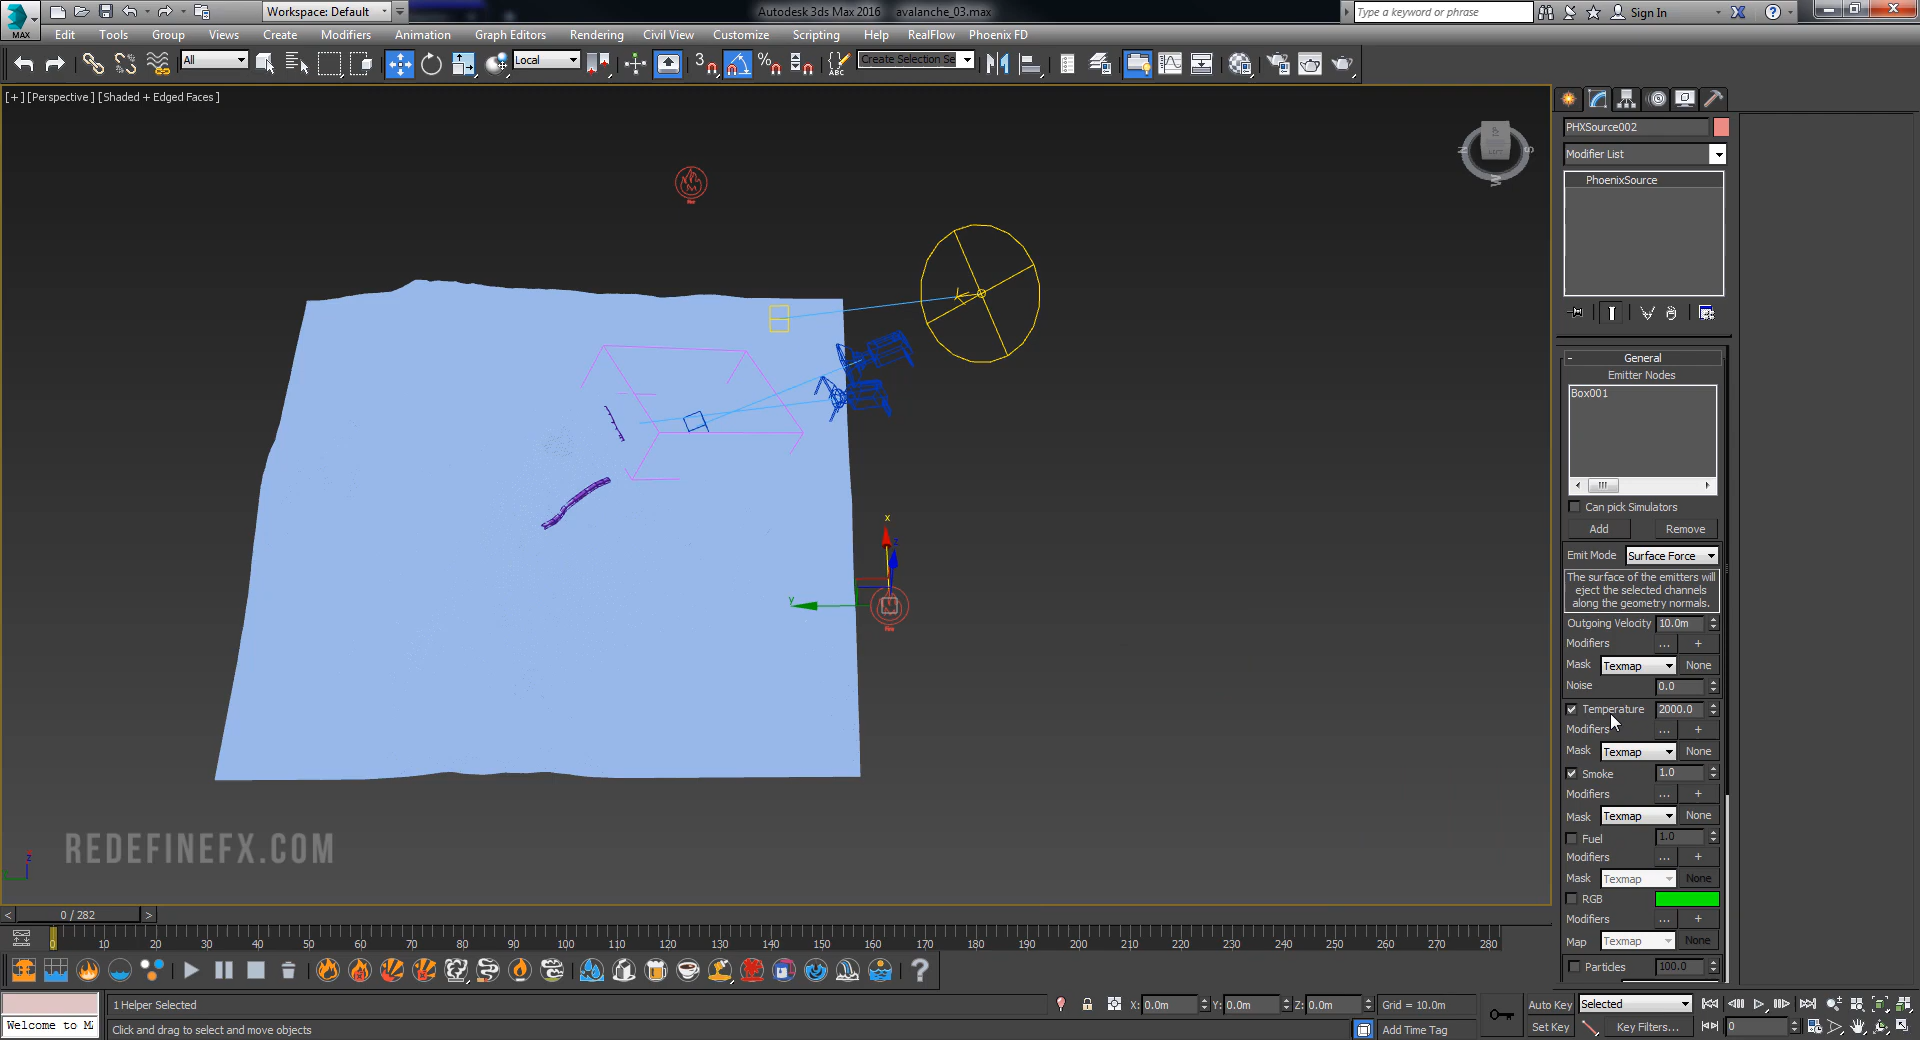 MAX
Workspace: Default
Autodesk 3ds Max 2016 avalanche_03.max
Type a keyword or phrase
Sign In
Edit Tools Group Views Create Modifiers Animation Graph Editors Rendering Civil View Customize Scripting Help RealFlow Phoenix FD
All
Local
3
ABC
Create Selection Se
[+] [Perspective ] [Shaded + Edged Faces ]
PHXSource002
Modifier List
PhoenixSource
N
S
W
LEFT
General
Emitter Nodes
Box001
Can pick Simulators
Add Remove
Emit Mode Surface Force
The surface of the emitters will
eject the selected channels
along the geometry normals.
Outgoing Velocity 10.0m
Modifiers ... +
Mask Texmap None
Noise 0.0
Temperature 2000.0
Modifiers ... +
Mask Texmap None
Smoke 1.0
Modifiers ... +
Mask Texmap None
Fuel 1.0
Modifiers ... +
Mask Texmap None
RGB
Modifiers ... +
Map Texmap None
Particles 100.0
x
z
y
REDEFINEFX.COM
z
< 0 / 282 >
0 10 20 30 40 50 60 70 80 90 100 110 120 130 140 150 160 170 180 190 200 210 220 230 240 250 260 270 280
?
1 Helper Selected
X: 0.0m Y: 0.0m Z: 0.0m Grid = 10.0m
Auto Key Selected
Welcome to M
Click and drag to select and move objects
Add Time Tag
Set Key Key Filters...
0